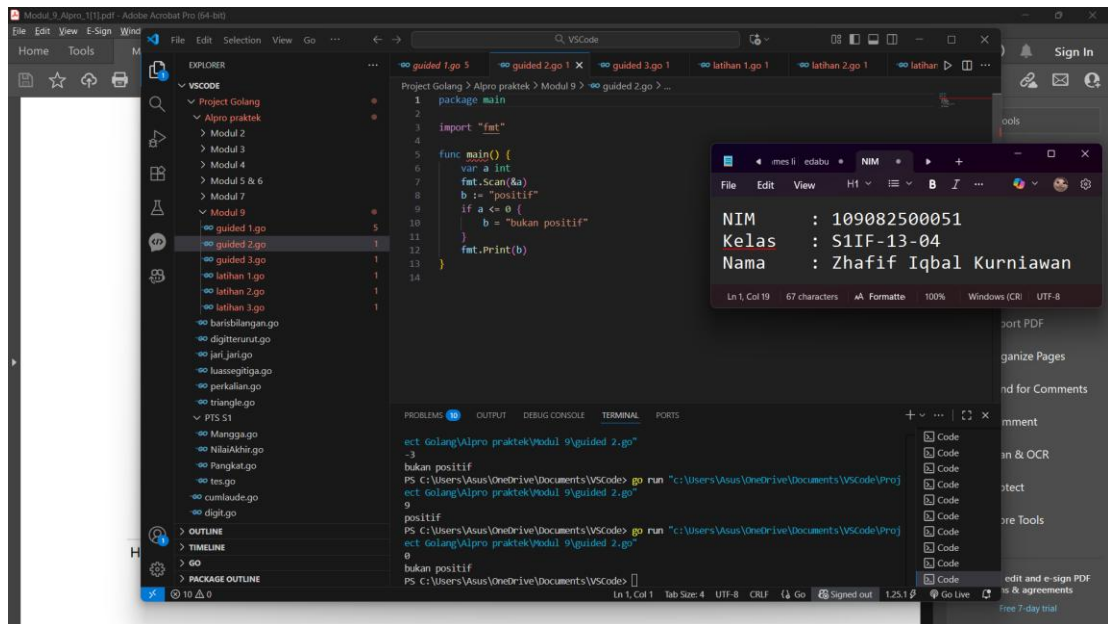 Modul_9_Alpro_1[1].pdf - Adobe Acrobat Pro (64-bit)
File Edit View E-Sign Wind
Home Tools M
Sign In
File Edit Selection View Go ... VSCode
EXPLORER
VSCODE
Project Golang
Alpro praktek
Modul 2
Modul 3
Modul 4
Modul 5 & 6
Modul 7
Modul 9
guided 1.go 5
guided 2.go 1
guided 3.go 1
latihan 1.go 1
latihan 2.go 1
latihan 3.go 1
barisbilangan.go
digitterurut.go
jari_jari.go
luassegitiga.go
perkalian.go
triangle.go
PTS S1
Mangga.go
NilaiAkhir.go
Pangkat.go
tes.go
cumlaude.go
digit.go
OUTLINE
TIMELINE
GO
PACKAGE OUTLINE
guided 1.go 5 guided 2.go 1 guided 3.go 1 latihan 1.go 1 latihan 2.go 1 latihan
Project Golang > Alpro praktek > Modul 9 > guided 2.go > ...
1 package main
2
3 import "fmt"
4
5 func main() {
6 var a int
7 fmt.Scan(&a)
8 b := "positif"
9 if a <= 0 {
10 b = "bukan positif"
11 }
12 fmt.Print(b)
13 }
14
edabu NIM
File Edit View H1 B I ...
NIM : 109082500051
Kelas : S1IF-13-04
Nama : Zhafif Iqbal Kurniawan
Ln 1, Col 19 67 characters Formatte 100% Windows (CRl UTF-8
PROBLEMS 10 OUTPUT DEBUG CONSOLE TERMINAL PORTS
ect Golang\Alpro praktek\Modul 9\guided 2.go"
-3
bukan positif
PS C:\Users\Asus\OneDrive\Documents\VSCode> go run "c:\Users\Asus\OneDrive\Documents\VSCode\Proj
ect Golang\Alpro praktek\Modul 9\guided 2.go"
9
positif
PS C:\Users\Asus\OneDrive\Documents\VSCode> go run "c:\Users\Asus\OneDrive\Documents\VSCode\Proj
ect Golang\Alpro praktek\Modul 9\guided 2.go"
0
bukan positif
PS C:\Users\Asus\OneDrive\Documents\VSCode>
Code
Code
Code
Code
Code
Code
Code
Code
Code
Code
10 0 Ln 1, Col 1 Tab Size: 4 UTF-8 CRLF Go Signed out 1.25.1 Go Live
H
ools
port PDF
ganize Pages
nd for Comments
mment
an & OCR
otect
ore Tools
edit and e-sign PDF
ns & agreements
Free 7-day trial